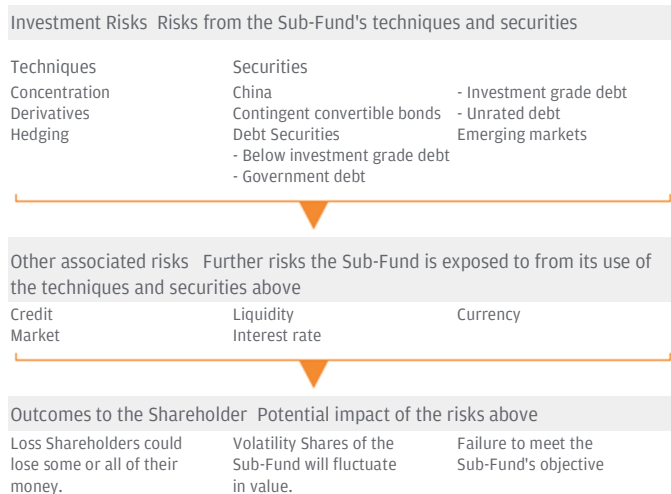 Investment Risks Risks from the Sub-Fund's techniques and securities
Techniques
Concentration
Derivatives
Hedging
Securities
China
Contingent convertible bonds
Debt Securities
- Below investment grade debt
- Government debt
- Investment grade debt
- Unrated debt
Emerging markets
Other associated risks Further risks the Sub-Fund is exposed to from its use of
the techniques and securities above
Credit
Market
Liquidity
Interest rate
Currency
Outcomes to the Shareholder Potential impact of the risks above
Loss Shareholders could
lose some or all of their
money.
Volatility Shares of the
Sub-Fund will fluctuate
in value.
Failure to meet the
Sub-Fund's objective